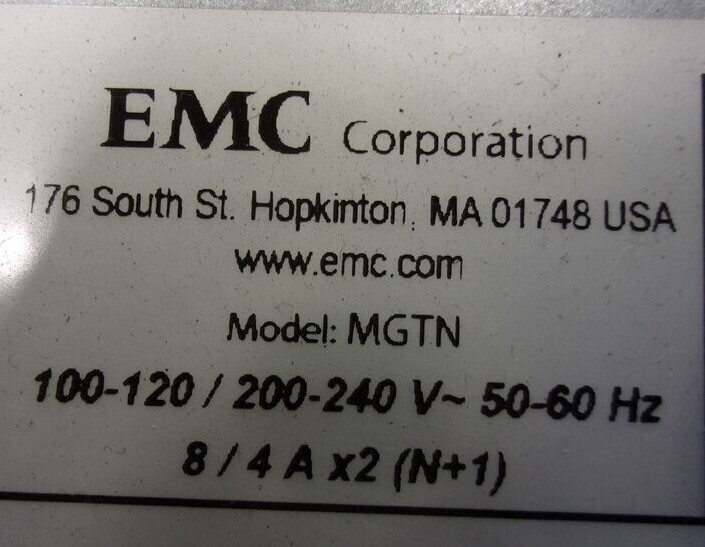 EMC Corporation
176 South St. Hopkinton, MA 01748 USA
www.emc.com
Model: MGTN
100-120 / 200-240 V~ 50-60 Hz
8 / 4 A x2 (N+1)